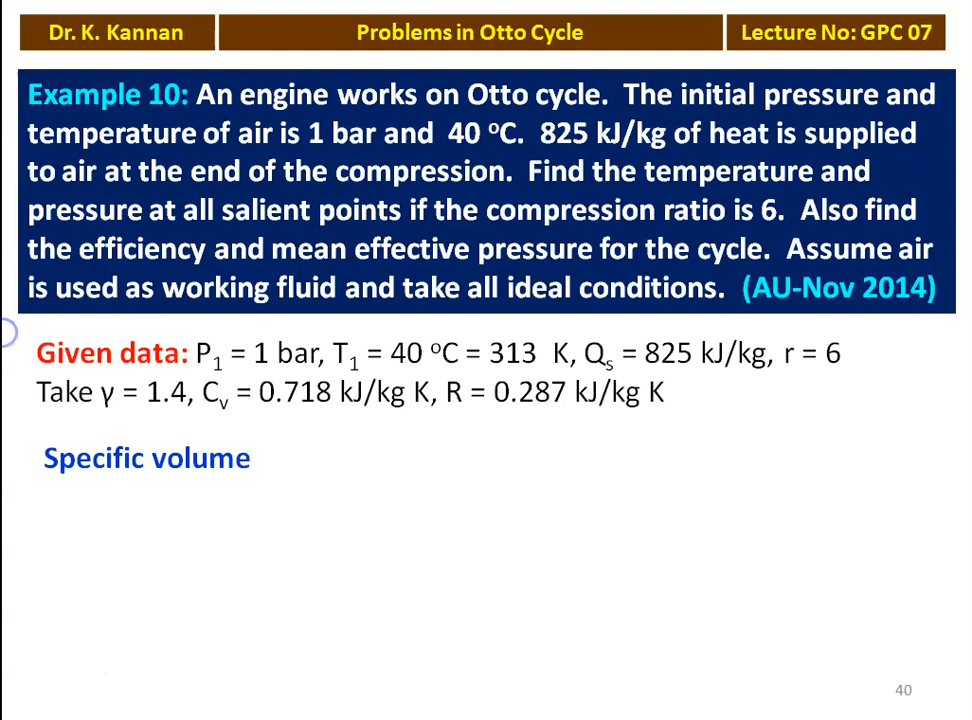 Dr. K. Kannan
Problems in Otto Cycle
Lecture No: GPC 07
Example 10: An engine works on Otto cycle. The initial pressure and
temperature of air is 1 bar and 40 °C. 825 kJ/kg of heat is supplied
to air at the end of the compression. Find the temperature and
pressure at all salient points if the compression ratio is 6. Also find
the efficiency and mean effective pressure for the cycle. Assume air
is used as working fluid and take all ideal conditions. (AU-Nov 2014)
Given data: P₁ = 1 bar, T₁ = 40 °C = 313 K, Qₛ = 825 kJ/kg, r = 6
Take γ = 1.4, Cᵥ = 0.718 kJ/kg K, R = 0.287 kJ/kg K
Specific volume
40